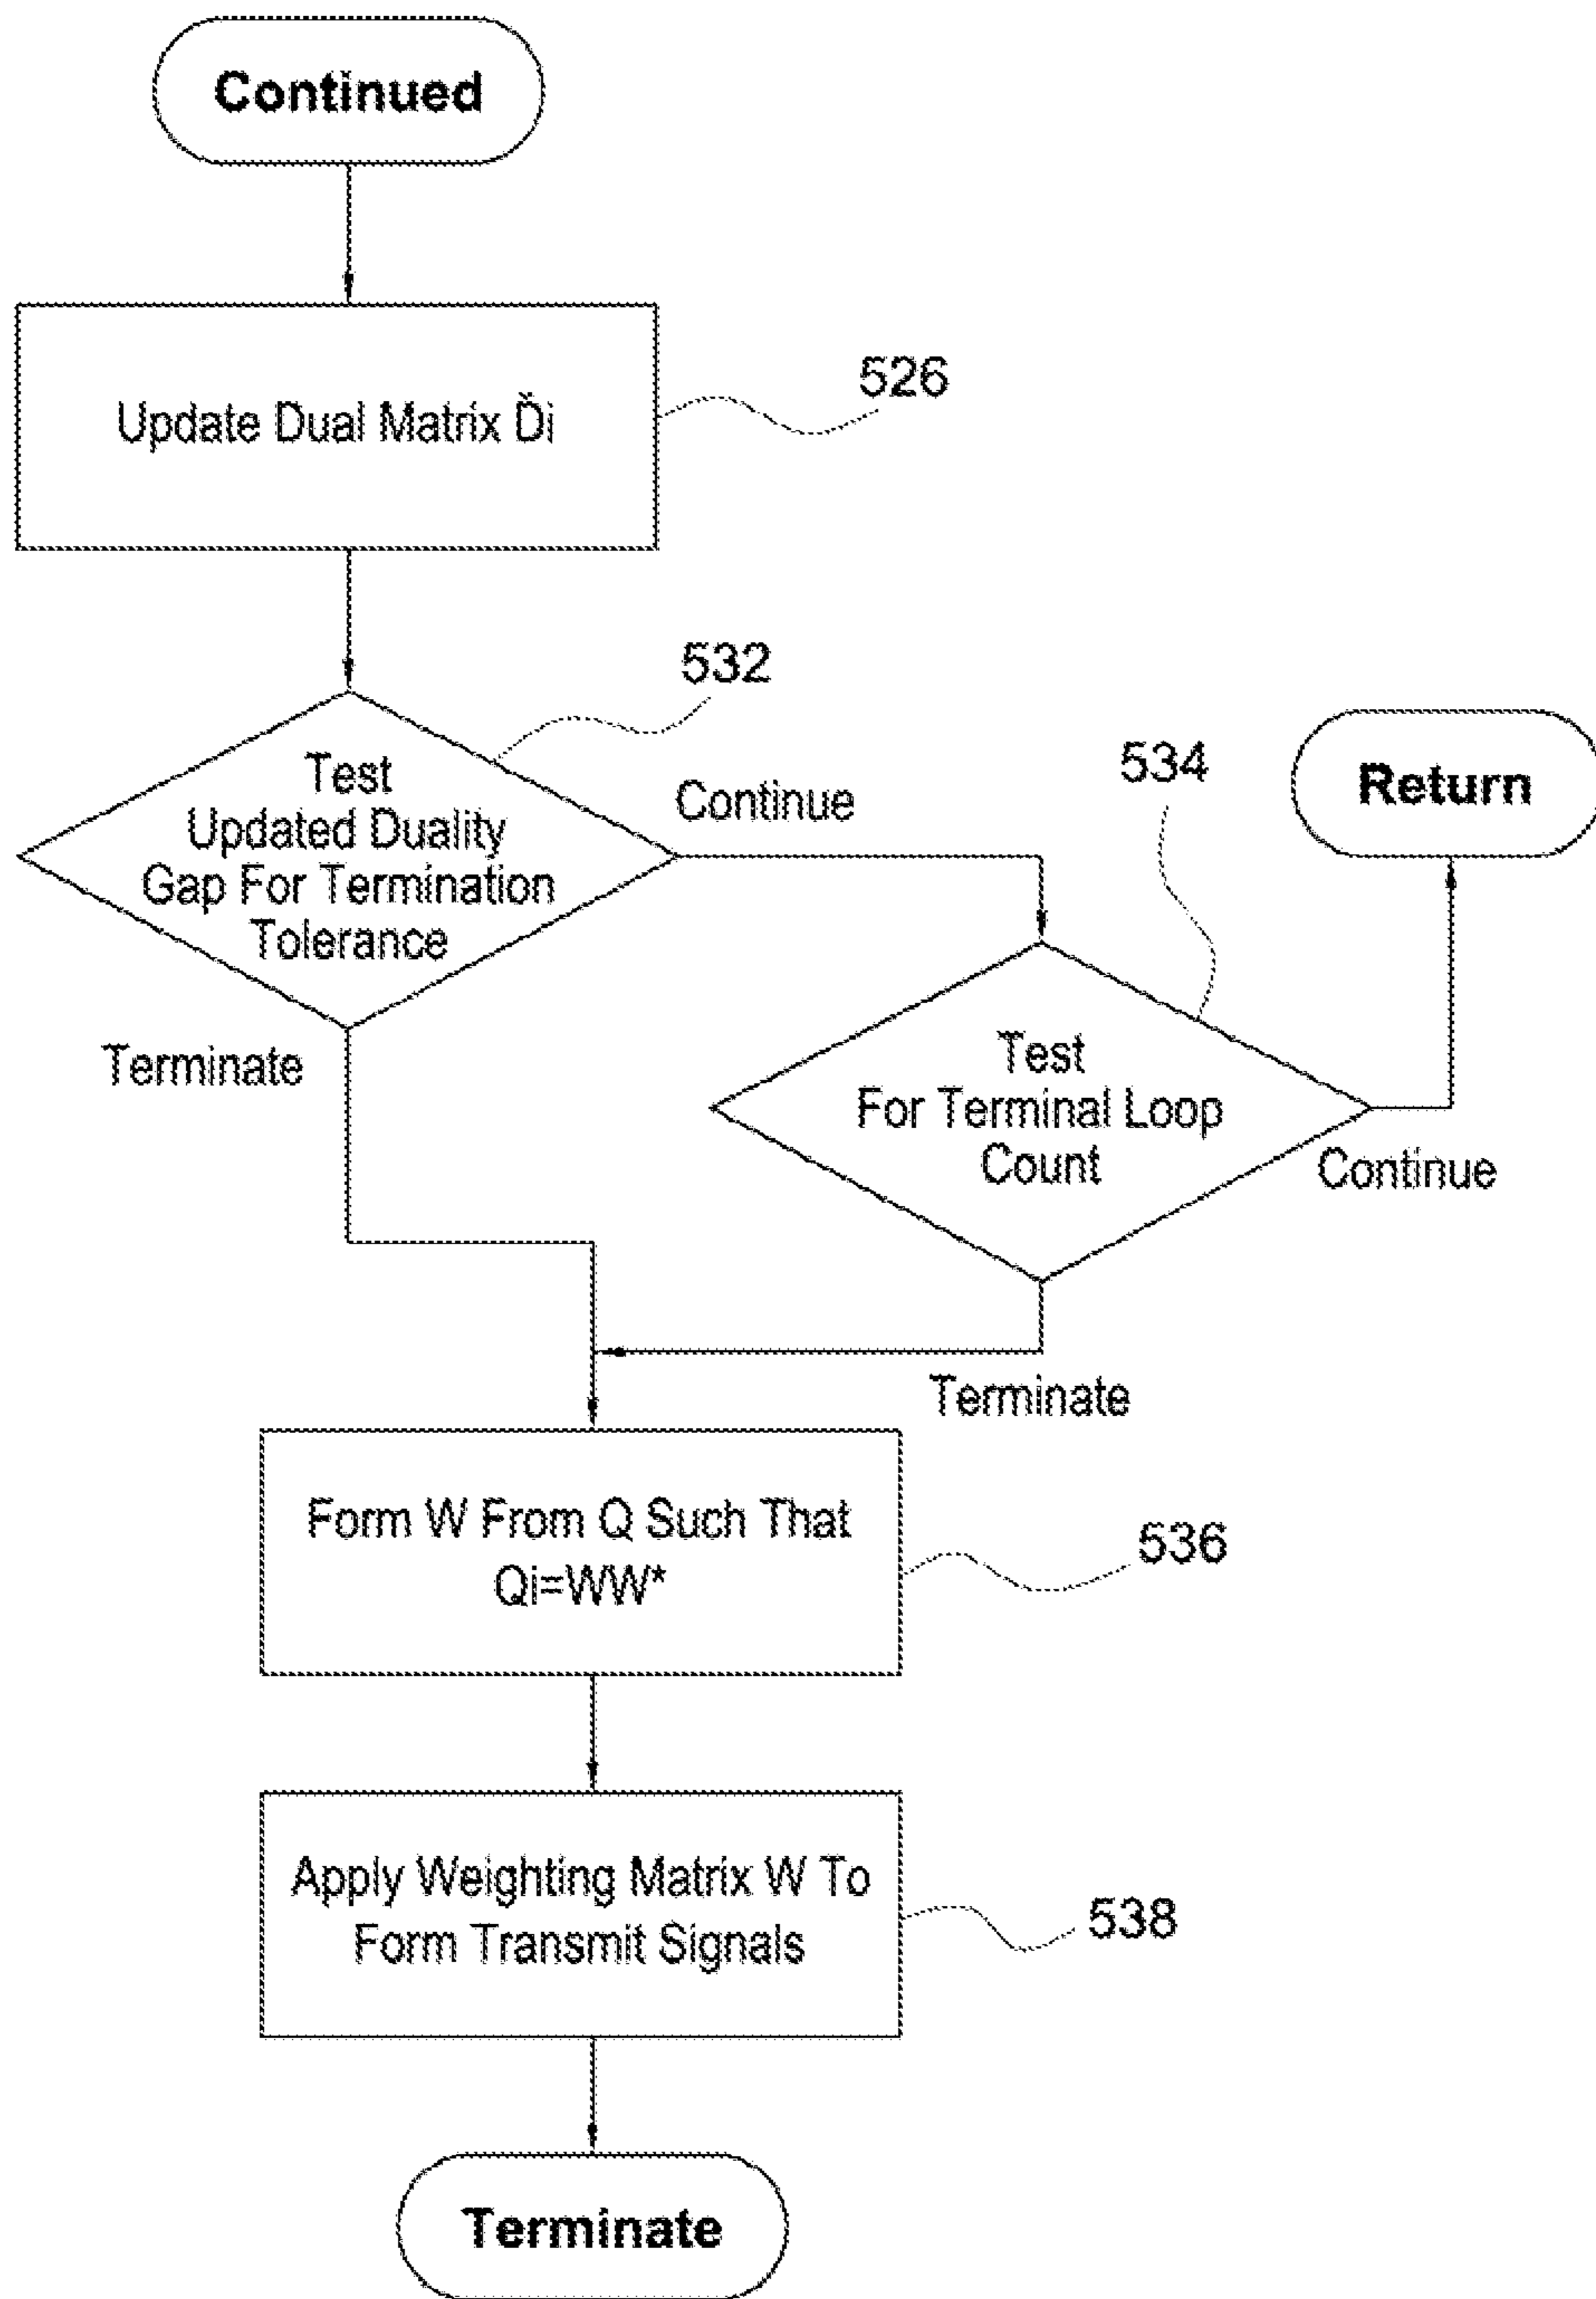 Continued
Update Dual Matrix Ďi
526
532
Test
Updated Duality
Gap For Termination
Tolerance
Continue
534
Return
Terminate
Test
For Terminal Loop
Count
Continue
Terminate
Form W From Q Such That
Qi=WW*
536
Apply Weighting Matrix W To
Form Transmit Signals
538
Terminate